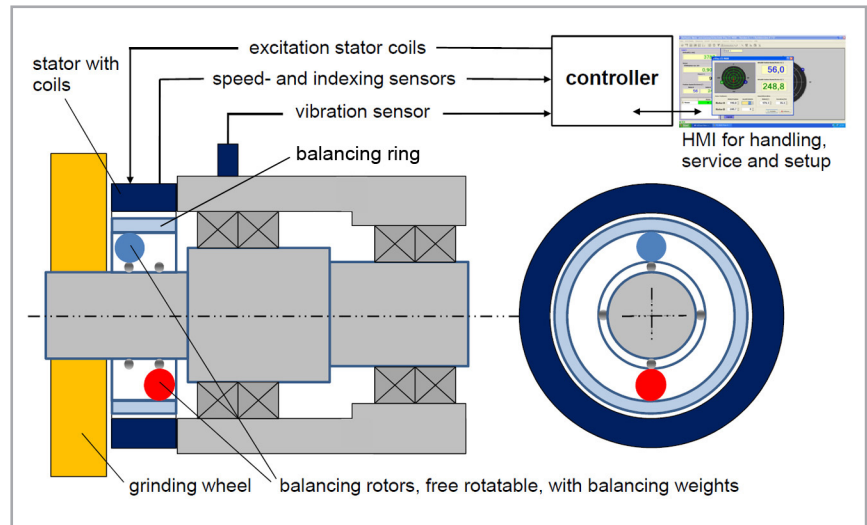 excitation stator coils
stator with
coils
speed- and indexing sensors
controller
vibration sensor
56,0
248,8
HMI for handling,
service and setup
balancing ring
grinding wheel
balancing rotors, free rotatable, with balancing weights